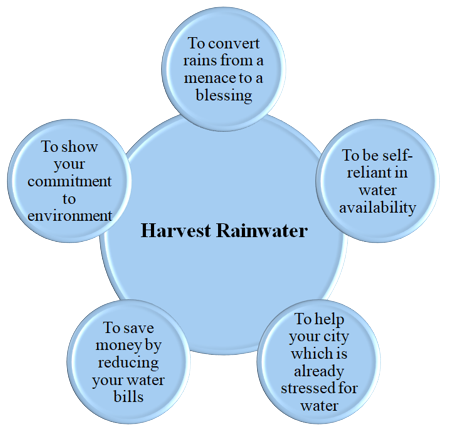 To convert
rains from a
menace to a
blessing
To be self-
reliant in
water
availability
To help
your city
which is
already
stressed for
water
To save
money by
reducing
your water
bills
To show
your
commitment
to
environment
Harvest Rainwater